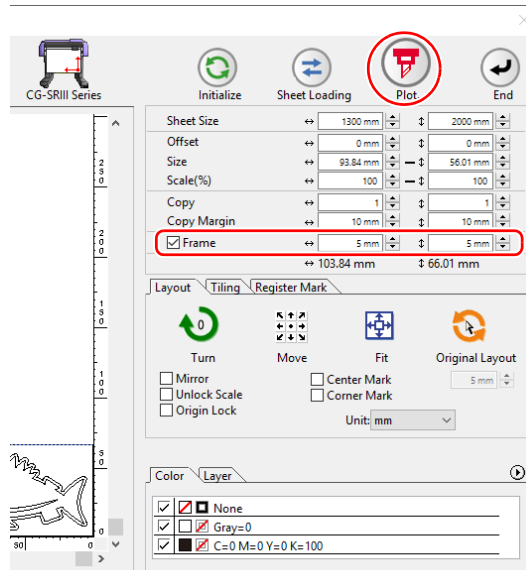 CG-SRIII Series
Initialize
Sheet Loading
Plot
End
Sheet Size 1300 mm 2000 mm
Offset 0 mm 0 mm
Size 93.84 mm 56.01 mm
Scale(%) 100 100
Copy 1 1
Copy Margin 10 mm 10 mm
Frame 5 mm 5 mm
103.84 mm 66.01 mm
Layout Tiling Register Mark
0
Turn Move Fit Original Layout
Mirror Center Mark 5 mm
Unlock Scale Corner Mark
Origin Lock
Unit: mm
Color Layer
None
Gray=0
C=0 M=0 Y=0 K=100
250
200
150
100
50
0
50 0